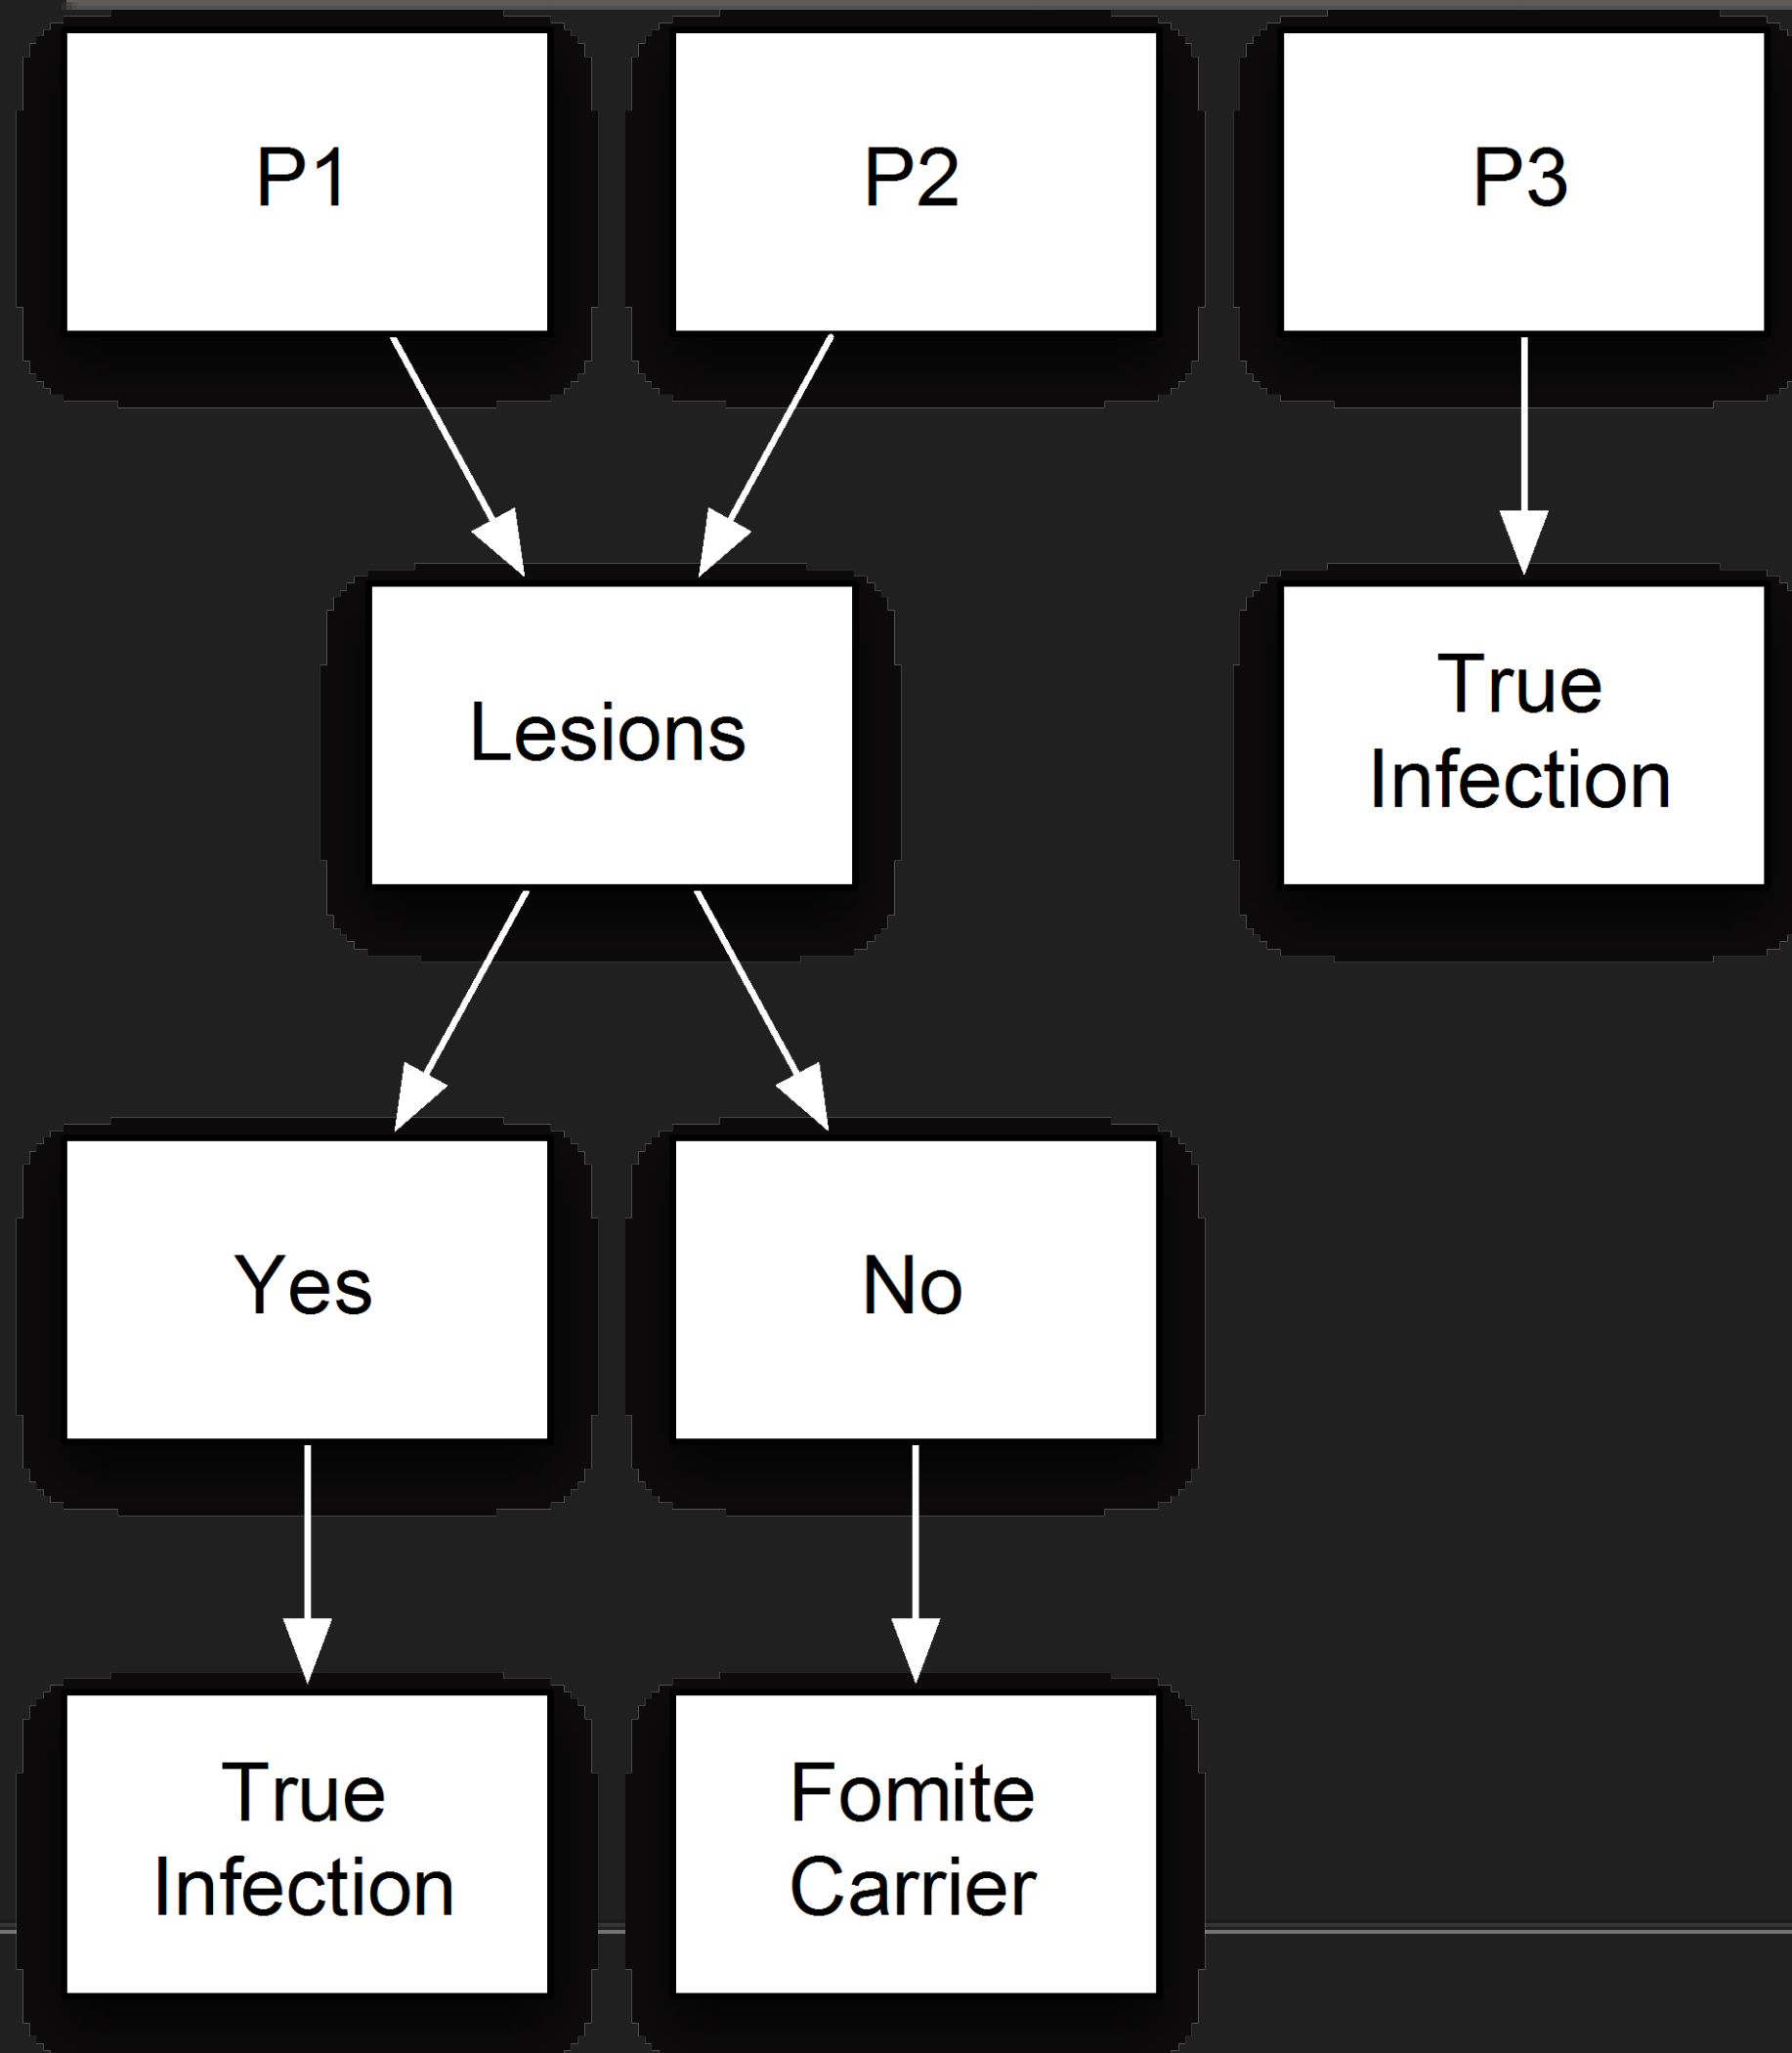 P1
P2
P3
Lesions
True
Infection
Yes
No
True
Infection
Fomite
Carrier